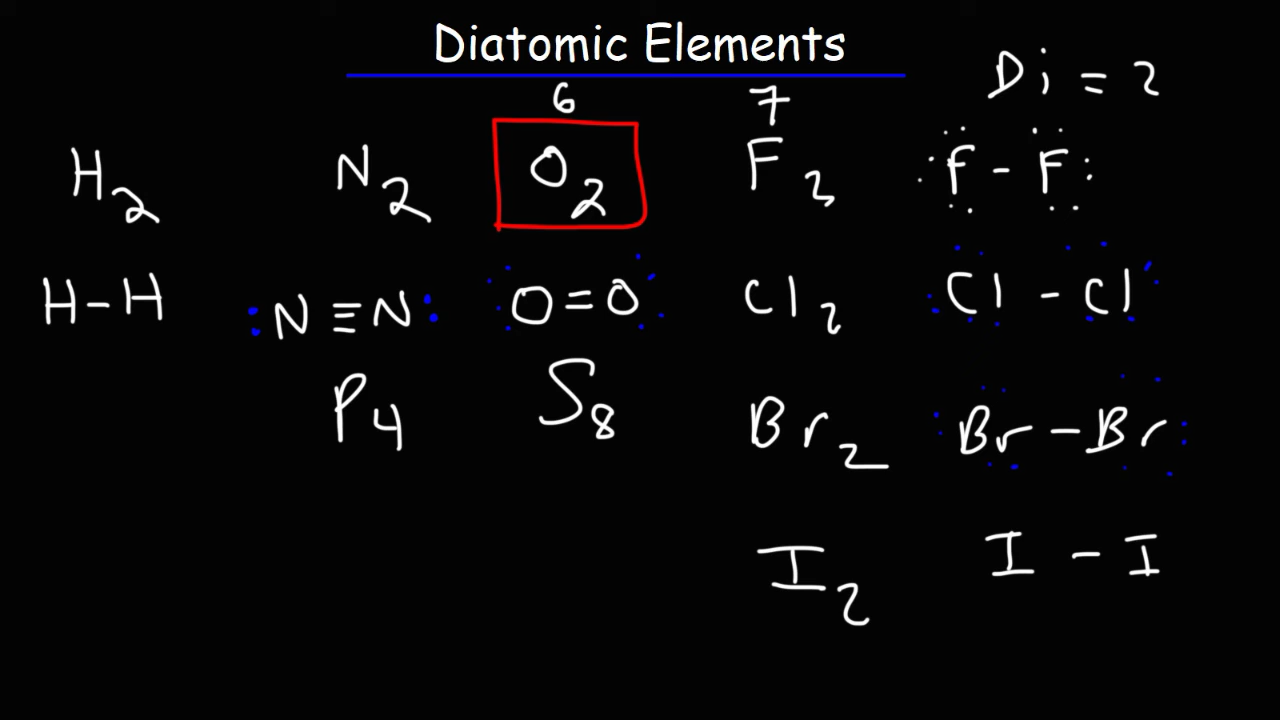 Diatomic Elements
Di = 2
6 7
H2 N2 O2 F2 F - F
H-H N ≡ N O = O Cl2 Cl - Cl
P4 S8 Br2 Br - Br
I2 I - I